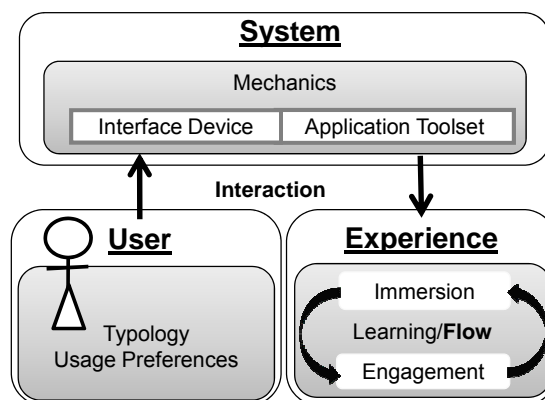 System
Mechanics
Interface Device
Application Toolset
Interaction
User
Typology
Usage Preferences
Experience
Immersion
Learning/Flow
Engagement